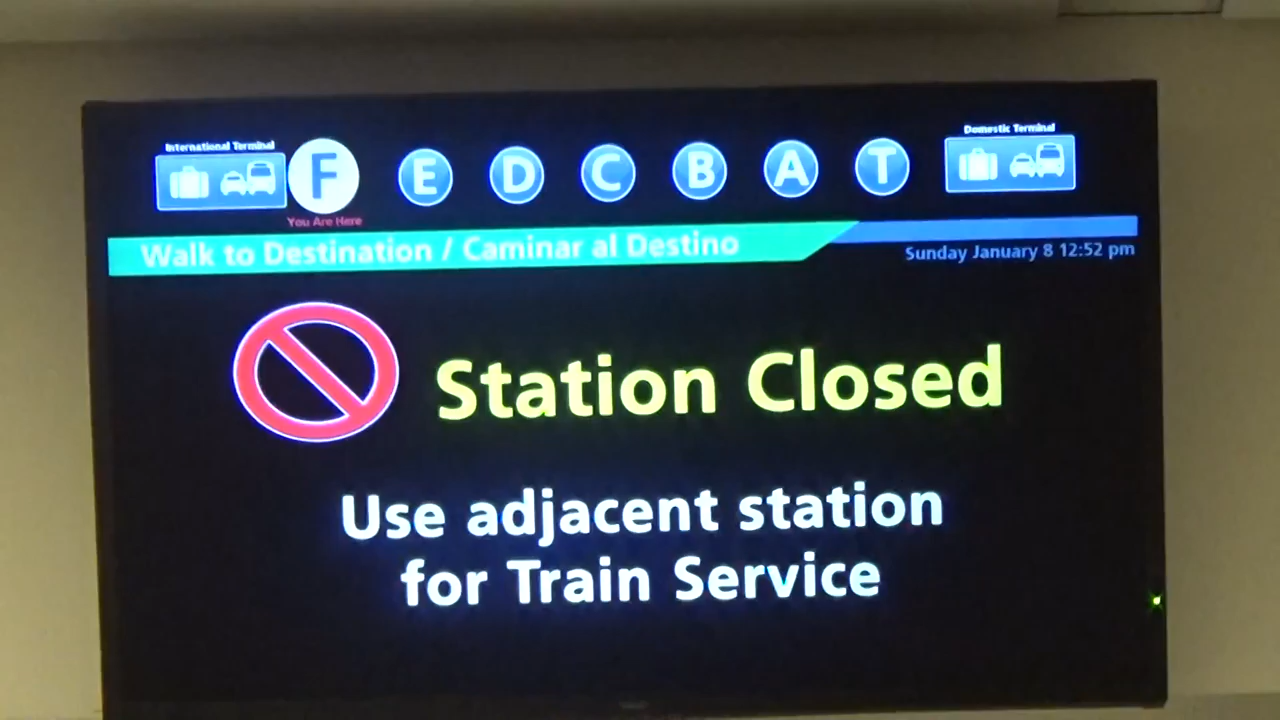 International Terminal
Domestic Terminal
F E D C B A T
You Are Here
Walk to Destination / Caminar al Destino
Sunday January 8 12:52 pm
Station Closed
Use adjacent station
for Train Service